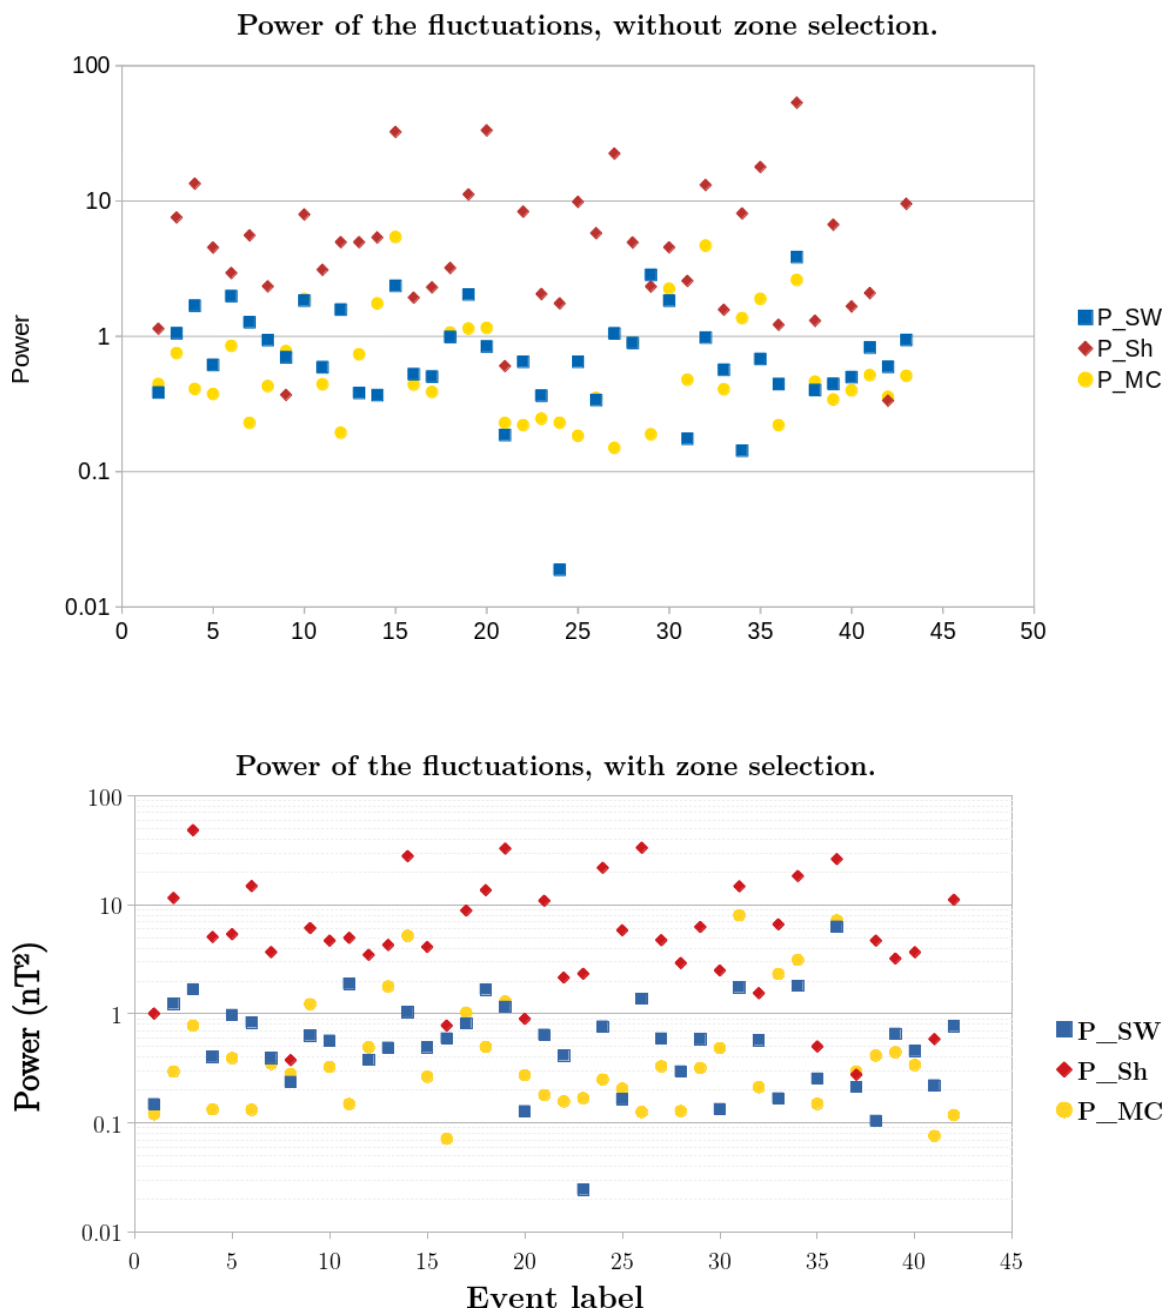 Power of the fluctuations, without zone selection.
100
10
1
0.1
0.01
Power
0 5 10 15 20 25 30 35 40 45 50
P_SW
P_Sh
P_MC
Power of the fluctuations, with zone selection.
100
10
1
0.1
0.01
Power (nT²)
0 5 10 15 20 25 30 35 40 45
Event label
P_SW
P_Sh
P_MC